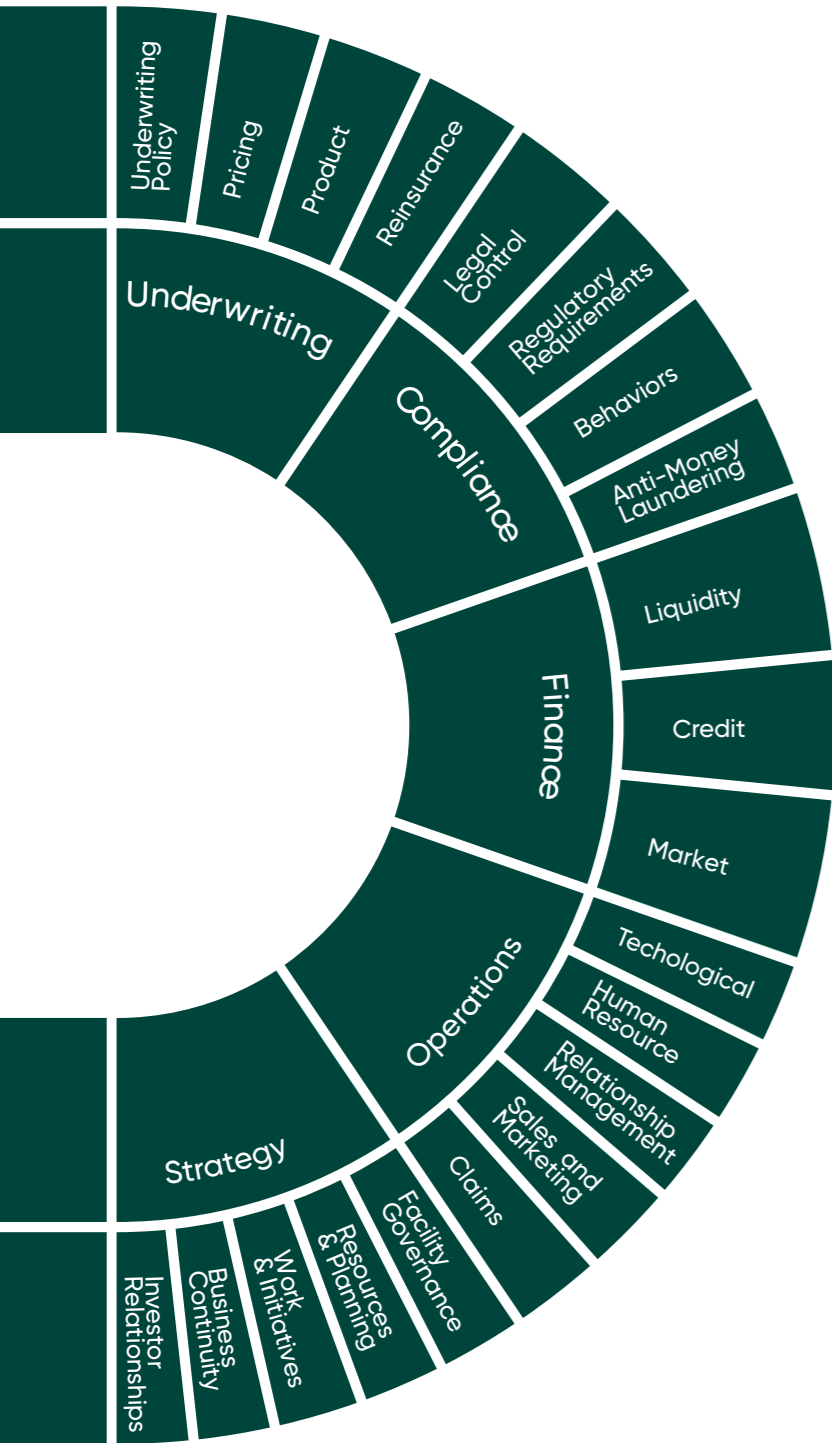 Underwriting
Policy
Pricing
Product
Reinsurance
Underwriting
Legal
Control
Regulatory
Requirements
Behaviors
Anti-Money
Laundering
Compliance
Liquidity
Credit
Market
Finance
Techological
Human
Resource
Relationship
Management
Sales and
Marketing
Claims
Operations
Facility
Governance
Resources
& Planning
Work
& Initiatives
Business
Continuity
Investor
Relationships
Strategy